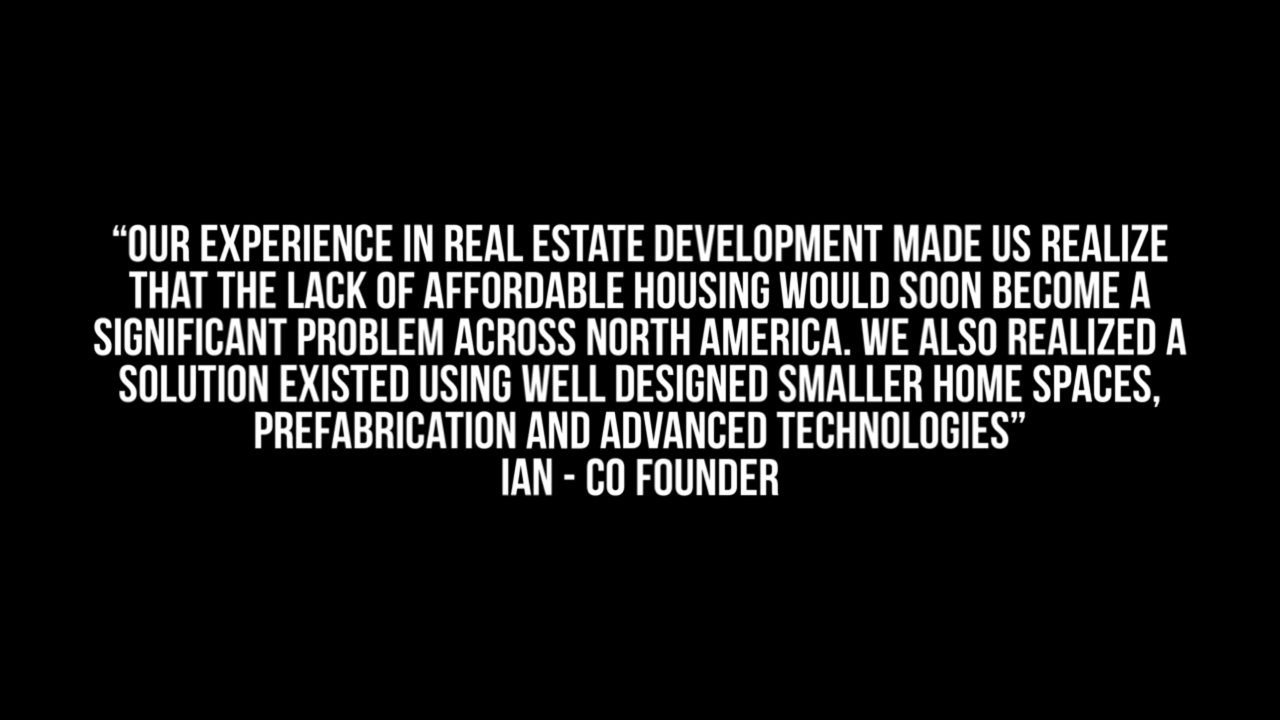 “OUR EXPERIENCE IN REAL ESTATE DEVELOPMENT MADE US REALIZE
THAT THE LACK OF AFFORDABLE HOUSING WOULD SOON BECOME A
SIGNIFICANT PROBLEM ACROSS NORTH AMERICA. WE ALSO REALIZED A
SOLUTION EXISTED USING WELL DESIGNED SMALLER HOME SPACES,
PREFABRICATION AND ADVANCED TECHNOLOGIES”
IAN - CO FOUNDER